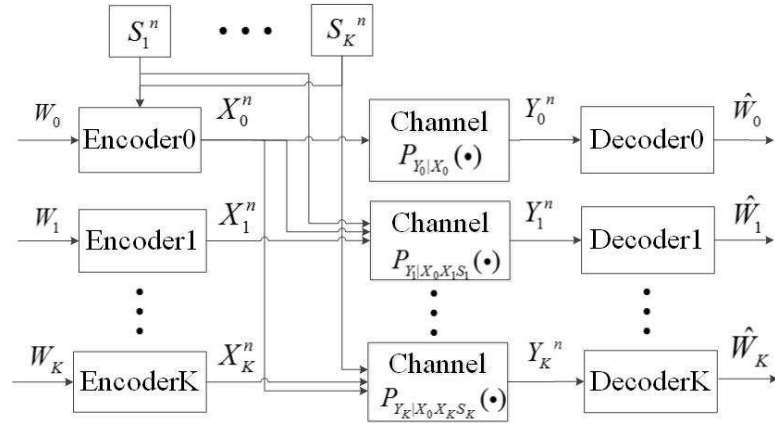 S_1^n • • • S_K^n
W_0 Encoder0 X_0^n Channel P_{Y_0|X_0}(•) Y_0^n Decoder0 Ŵ_0
W_1 Encoder1 X_1^n Channel P_{Y_1|X_0X_1S_1}(•) Y_1^n Decoder1 Ŵ_1
W_K EncoderK X_K^n Channel P_{Y_K|X_0X_KS_K}(•) Y_K^n DecoderK Ŵ_K